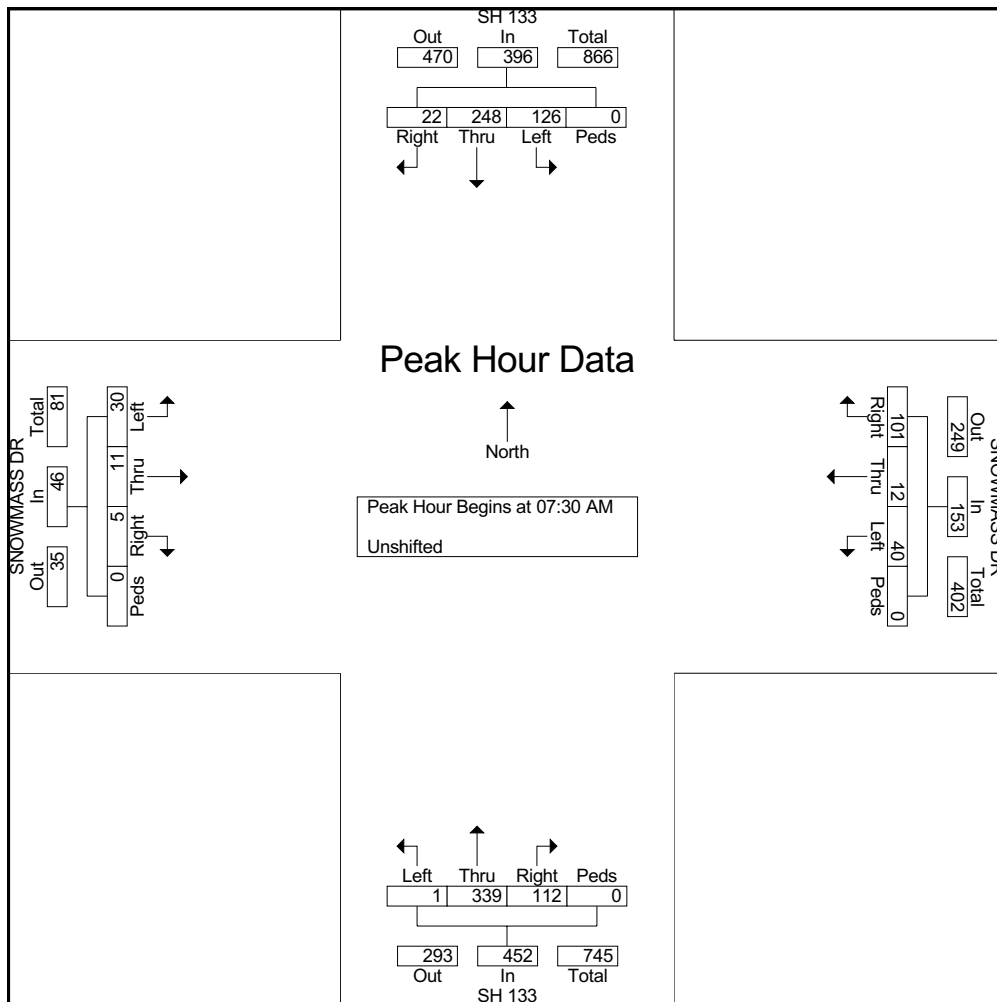 SH 133
Out In Total
470 396 866
22 248 126 0
Right Thru Left Peds
Peak Hour Data
North
Peak Hour Begins at 07:30 AM
Unshifted
SNOWMASS DR
Out In Total
35 46 81
Left Thru Right Peds
30 11 5 0
SNOWMASS DR
Out In Total
249 153 402
Right Thru Left Peds
101 12 40 0
Left Thru Right Peds
1 339 112 0
293 452 745
Out In Total
SH 133